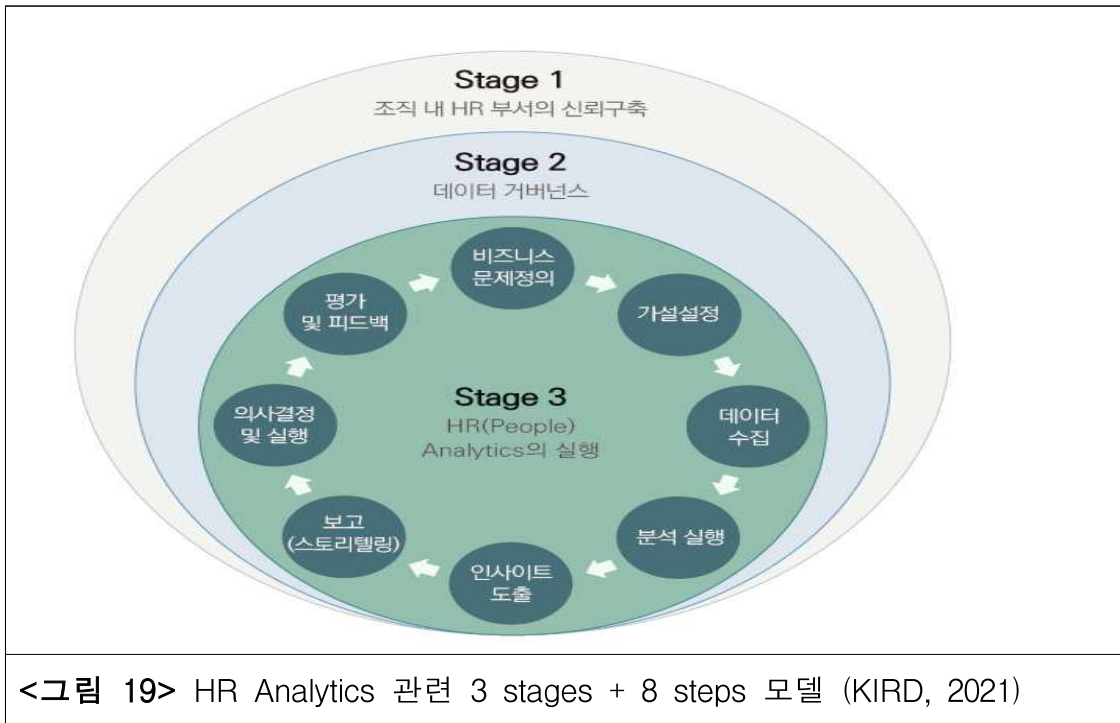 Stage 1
조직 내 HR 부서의 신뢰구축
Stage 2
데이터 거버넌스
비즈니스
문제정의
가설설정
데이터
수집
분석 실행
인사이트
도출
보고
(스토리텔링)
의사결정
및 실행
평가
및 피드백
Stage 3
HR(People)
Analytics의 실행
<그림 19> HR Analytics 관련 3 stages + 8 steps 모델 (KIRD, 2021)